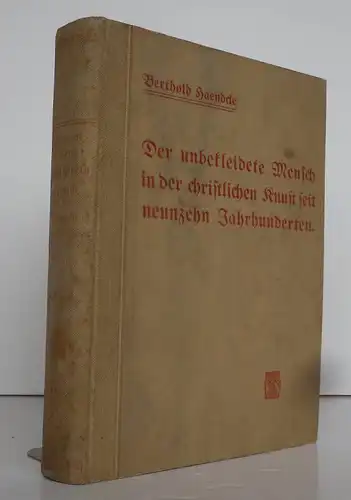 Berthold Haendcke
Der unbekleidete Mensch
in der christlichen Kunst seit
neunzehn Jahrhunderten.